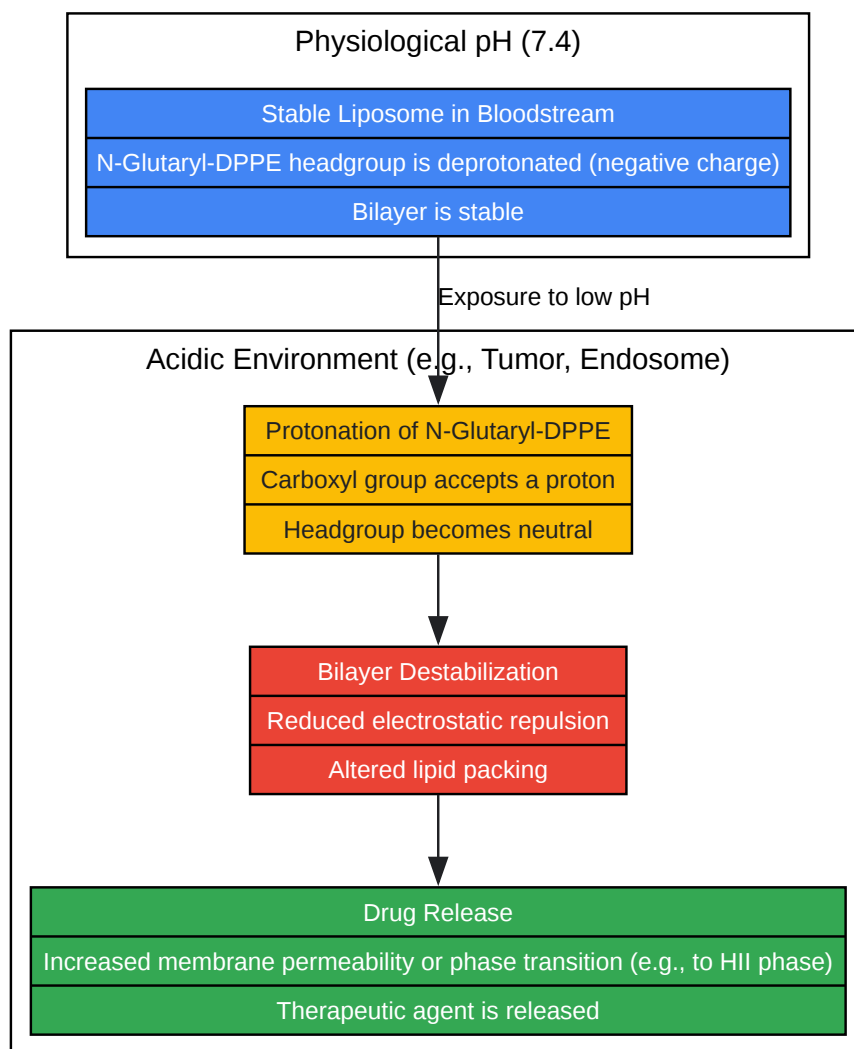 Physiological pH (7.4)
Stable Liposome in Bloodstream
N-Glutaryl-DPPE headgroup is deprotonated (negative charge)
Bilayer is stable
Exposure to low pH
Acidic Environment (e.g., Tumor, Endosome)
Protonation of N-Glutaryl-DPPE
Carboxyl group accepts a proton
Headgroup becomes neutral
Bilayer Destabilization
Reduced electrostatic repulsion
Altered lipid packing
Drug Release
Increased membrane permeability or phase transition (e.g., to HII phase)
Therapeutic agent is released